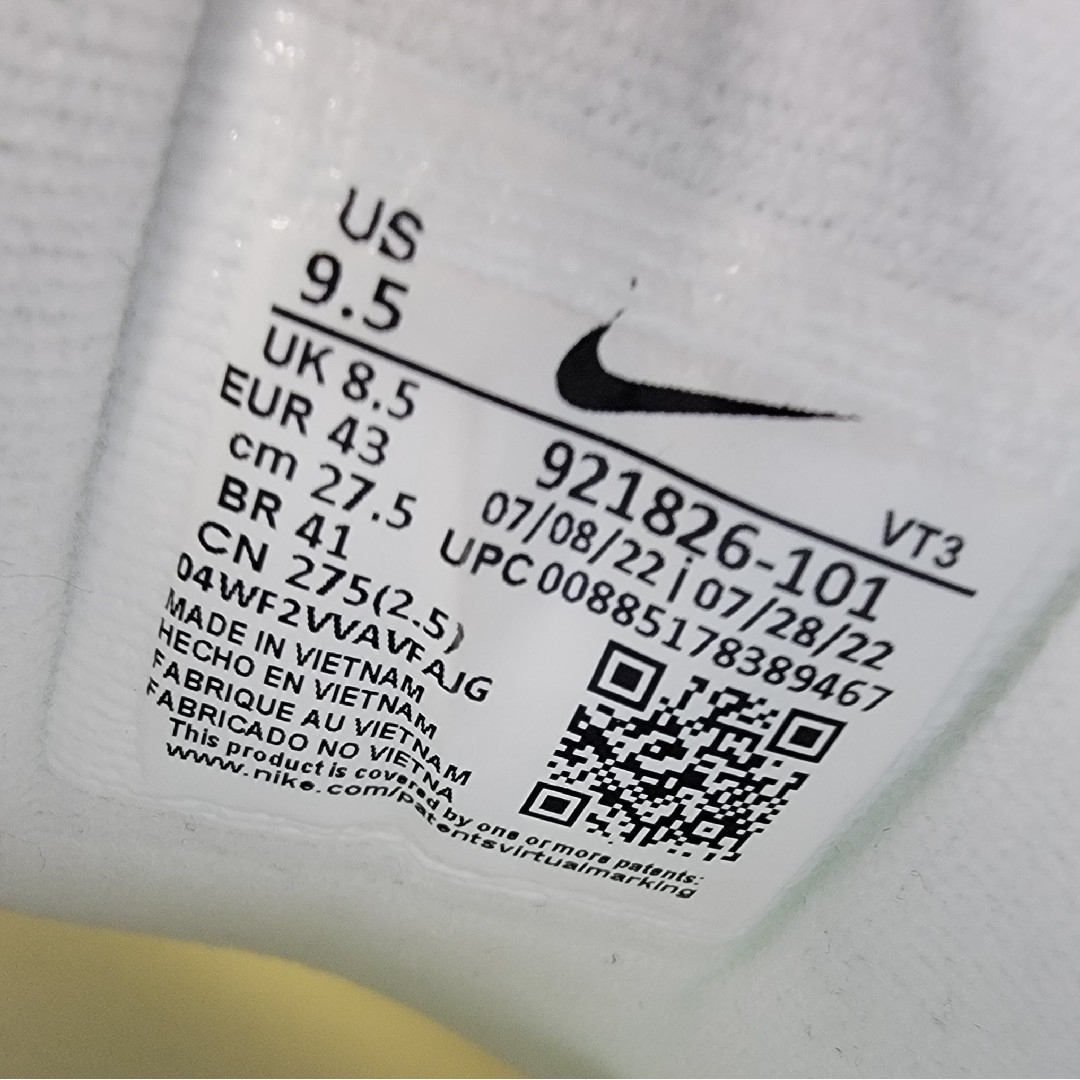 US
9.5
UK 8.5
EUR 43
cm 27.5
BR 41
CN 275(2.5)
04WF2VVAVFAJG
MADE IN VIETNAM
HECHO EN VIETNAM
FABRIQUE AU VIETNAM
FABRICADO NO VIETNA
This product is covered by one or more patents:
www.nike.com/patentsvirtualmarking
VT3
921826-101
07/08/22 | 07/28/22
UPC 00885178389467